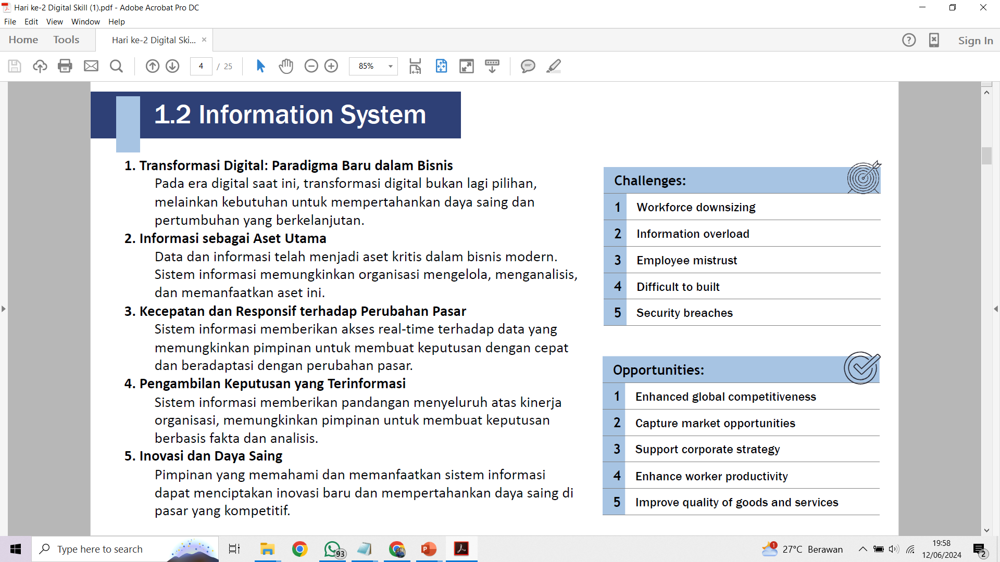 Hari ke-2 Digital Skill (1).pdf - Adobe Acrobat Pro DC
File Edit View Window Help
Home Tools Hari ke-2 Digital Ski... × Sign In
4 / 25 85%
1.2 Information System
1. Transformasi Digital: Paradigma Baru dalam Bisnis
Pada era digital saat ini, transformasi digital bukan lagi pilihan,
melainkan kebutuhan untuk mempertahankan daya saing dan
pertumbuhan yang berkelanjutan.
2. Informasi sebagai Aset Utama
Data dan informasi telah menjadi aset kritis dalam bisnis modern.
Sistem informasi memungkinkan organisasi mengelola, menganalisis,
dan memanfaatkan aset ini.
3. Kecepatan dan Responsif terhadap Perubahan Pasar
Sistem informasi memberikan akses real-time terhadap data yang
memungkinkan pimpinan untuk membuat keputusan dengan cepat
dan beradaptasi dengan perubahan pasar.
4. Pengambilan Keputusan yang Terinformasi
Sistem informasi memberikan pandangan menyeluruh atas kinerja
organisasi, memungkinkan pimpinan untuk membuat keputusan
berbasis fakta dan analisis.
5. Inovasi dan Daya Saing
Pimpinan yang memahami dan memanfaatkan sistem informasi
dapat menciptakan inovasi baru dan mempertahankan daya saing di
pasar yang kompetitif.
Challenges:
1 Workforce downsizing
2 Information overload
3 Employee mistrust
4 Difficult to built
5 Security breaches
Opportunities:
1 Enhanced global competitiveness
2 Capture market opportunities
3 Support corporate strategy
4 Enhance worker productivity
5 Improve quality of goods and services
Type here to search
93
1
27°C Berawan
19:58
12/06/2024
2